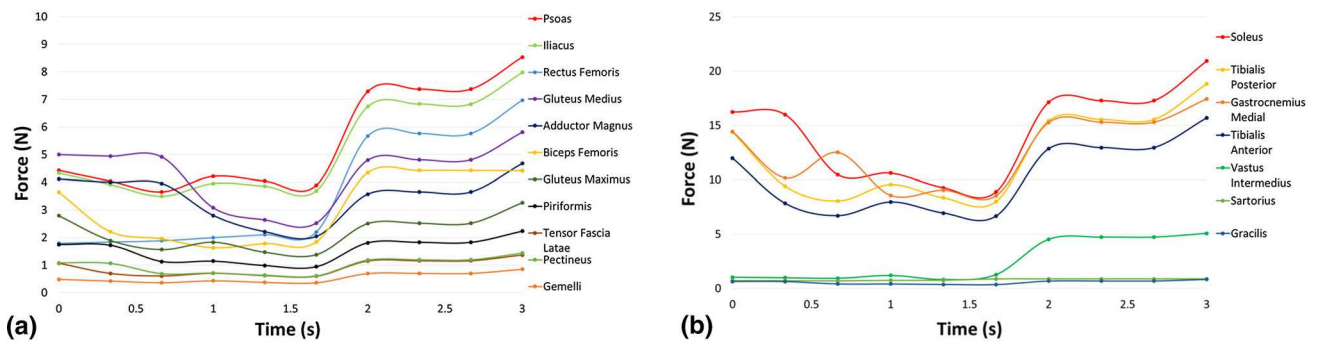 10
9
8
7
6
5
4
3
2
1
0
Force (N)
0 0.5 1 1.5 2 2.5 3
Time (s)
(a)
Psoas
Iliacus
Rectus Femoris
Gluteus Medius
Adductor Magnus
Biceps Femoris
Gluteus Maximus
Piriformis
Tensor Fascia
Latae
Pectineus
Gemelli
25
20
15
10
5
0
Force (N)
0 0.5 1 1.5 2 2.5 3
Time (s)
(b)
Soleus
Tibialis
Posterior
Gastrocnemius
Medial
Tibialis
Anterior
Vastus
Intermedius
Sartorius
Gracilis